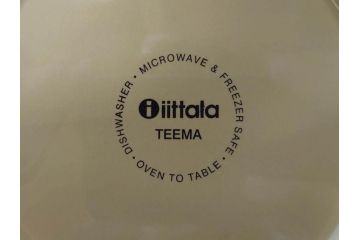 DISHWASHER • MICROWAVE & FREEZER SAFE • OVEN TO TABLE •
iittala
TEEMA